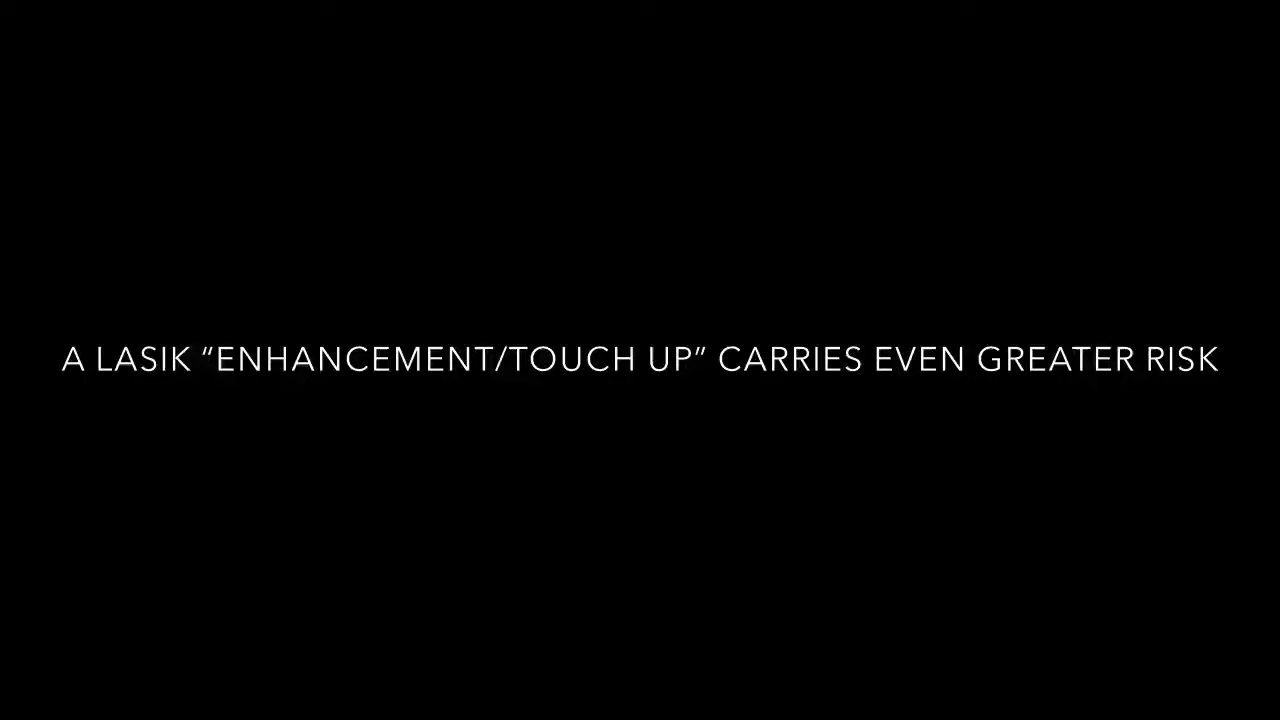 A LASIK “ENHANCEMENT/TOUCH UP” CARRIES EVEN GREATER RISK